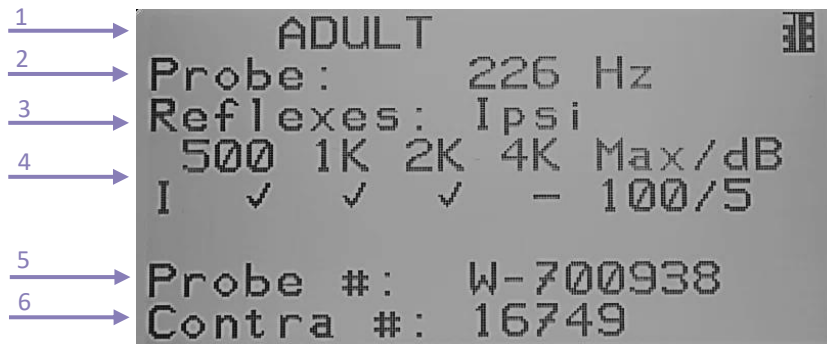 1 ADULT
2 Probe: 226 Hz
3 Reflexes: Ipsi
500 1K 2K 4K Max/dB
4
I ✓ ✓ ✓ – 100/5
5 Probe #: W-700938
6 Contra #: 16749